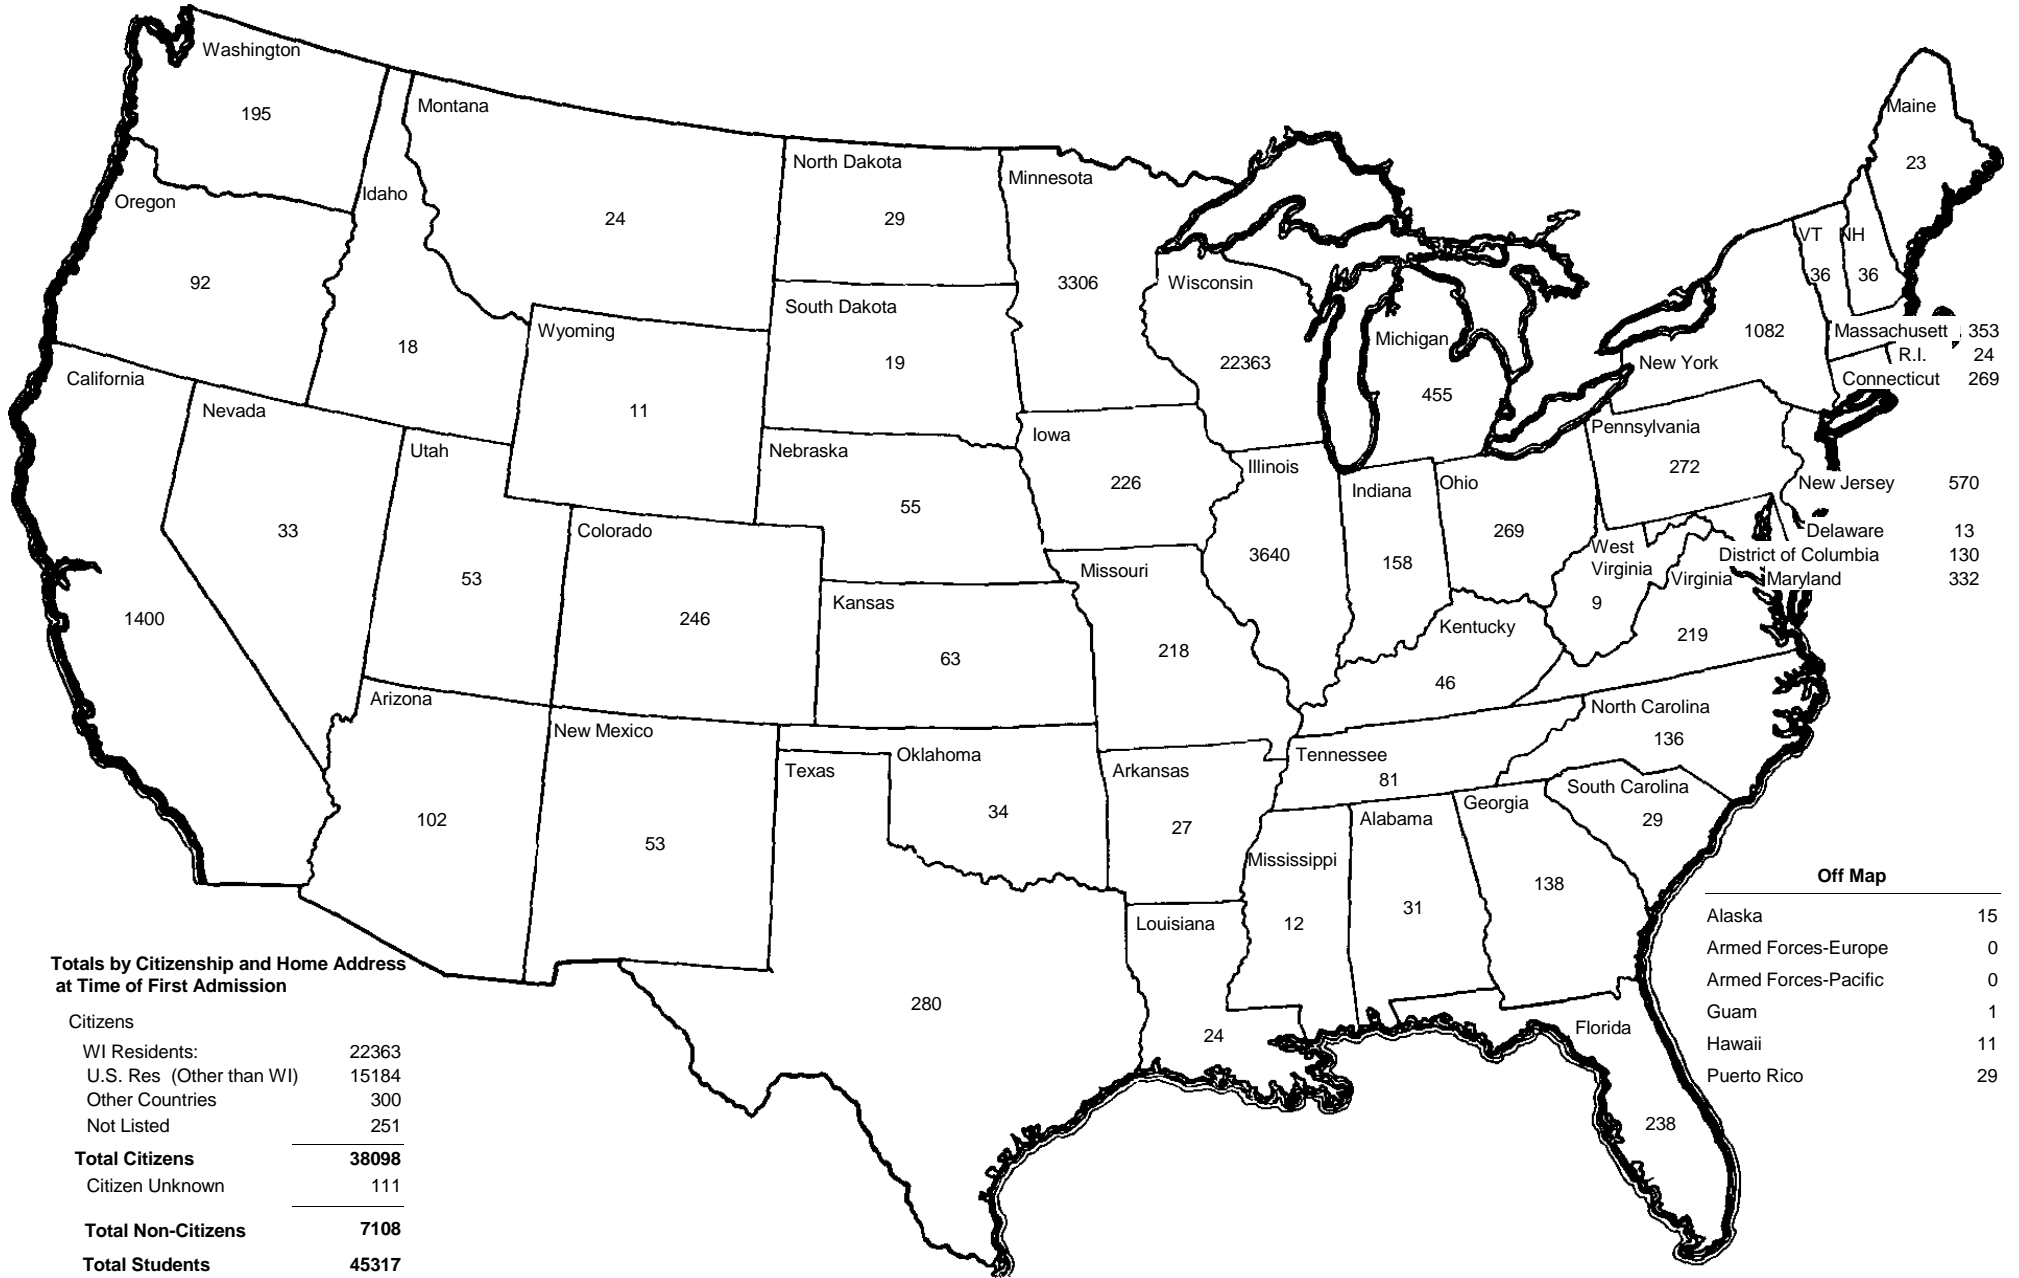 Washington
195
Oregon
92
California
1400
Idaho
18
Nevada
33
Montana
24
Wyoming
11
Utah
53
Colorado
246
Arizona
102
New Mexico
53
North Dakota
29
South Dakota
19
Nebraska
55
Kansas
63
Oklahoma
34
Texas
280
Minnesota
3306
Iowa
226
Missouri
218
Arkansas
27
Louisiana
24
Wisconsin
22363
Illinois
3640
Michigan
455
Indiana
158
Ohio
269
Kentucky
46
Tennessee
81
Mississippi
12
Alabama
31
Georgia
138
Florida
238
South Carolina
29
North Carolina
136
West
Virginia
9
Virginia
219
Pennsylvania
272
New York
1082
VT
36
NH
36
Maine
23
Massachusett 353
R.I. 24
Connecticut 269
New Jersey 570
Delaware 13
District of Columbia 130
Maryland 332
Off Map
Alaska 15
Armed Forces-Europe 0
Armed Forces-Pacific 0
Guam 1
Hawaii 11
Puerto Rico 29
Totals by Citizenship and Home Address
at Time of First Admission
Citizens
WI Residents: 22363
U.S. Res (Other than WI) 15184
Other Countries 300
Not Listed 251
Total Citizens 38098
Citizen Unknown 111
Total Non-Citizens 7108
Total Students 45317